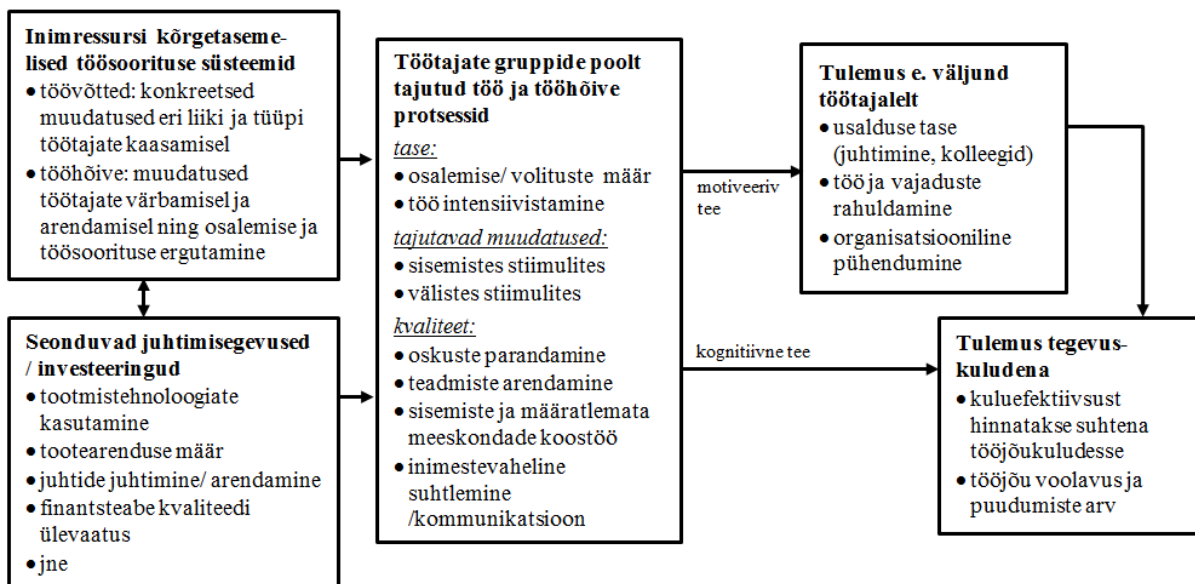 Inimressursi kõrgetaseme-
lised töösoorituse süsteemid
• töövõtted: konkreetsed
muudatused eri liiki ja tüüpi
töötajate kaasamisel
• tööhõive: muudatused
töötajate värbamisel ja
arendamisel ning osalemise ja
töösoorituse ergutamine
Seonduvad juhtimisegevused
/ investeeringud
• tootmistehnoloogiate
kasutamine
• tootearenduse määr
• juhtide juhtimine/ arendamine
• finantsteabe kvaliteedi
ülevaatus
• jne
Töötajate gruppide poolt
tajutud töö ja tööhõive
protsessid
tase:
• osalemise/ volituste määr
• töö intensiivistamine
tajutavad muudatused:
• sisemistes stiimulites
• välistes stiimulites
kvaliteet:
• oskuste parandamine
• teadmiste arendamine
• sisemiste ja määratlemata
meeskondade koostöö
• inimestevaheline
suhtlemine
/kommunikatsioon
motiveeriv
tee
kognitiivne tee
Tulemus e. väljund
töötajalelt
• usalduse tase
(juhtimine, kolleegid)
• töö ja vajaduste
rahuldamine
• organisatsiooniline
pühendumine
Tulemus tegevus-
kuludena
• kuluefektiivsust
hinnatakse suhtena
tööjõukuludesse
• tööjõu voolavus ja
puudumiste arv